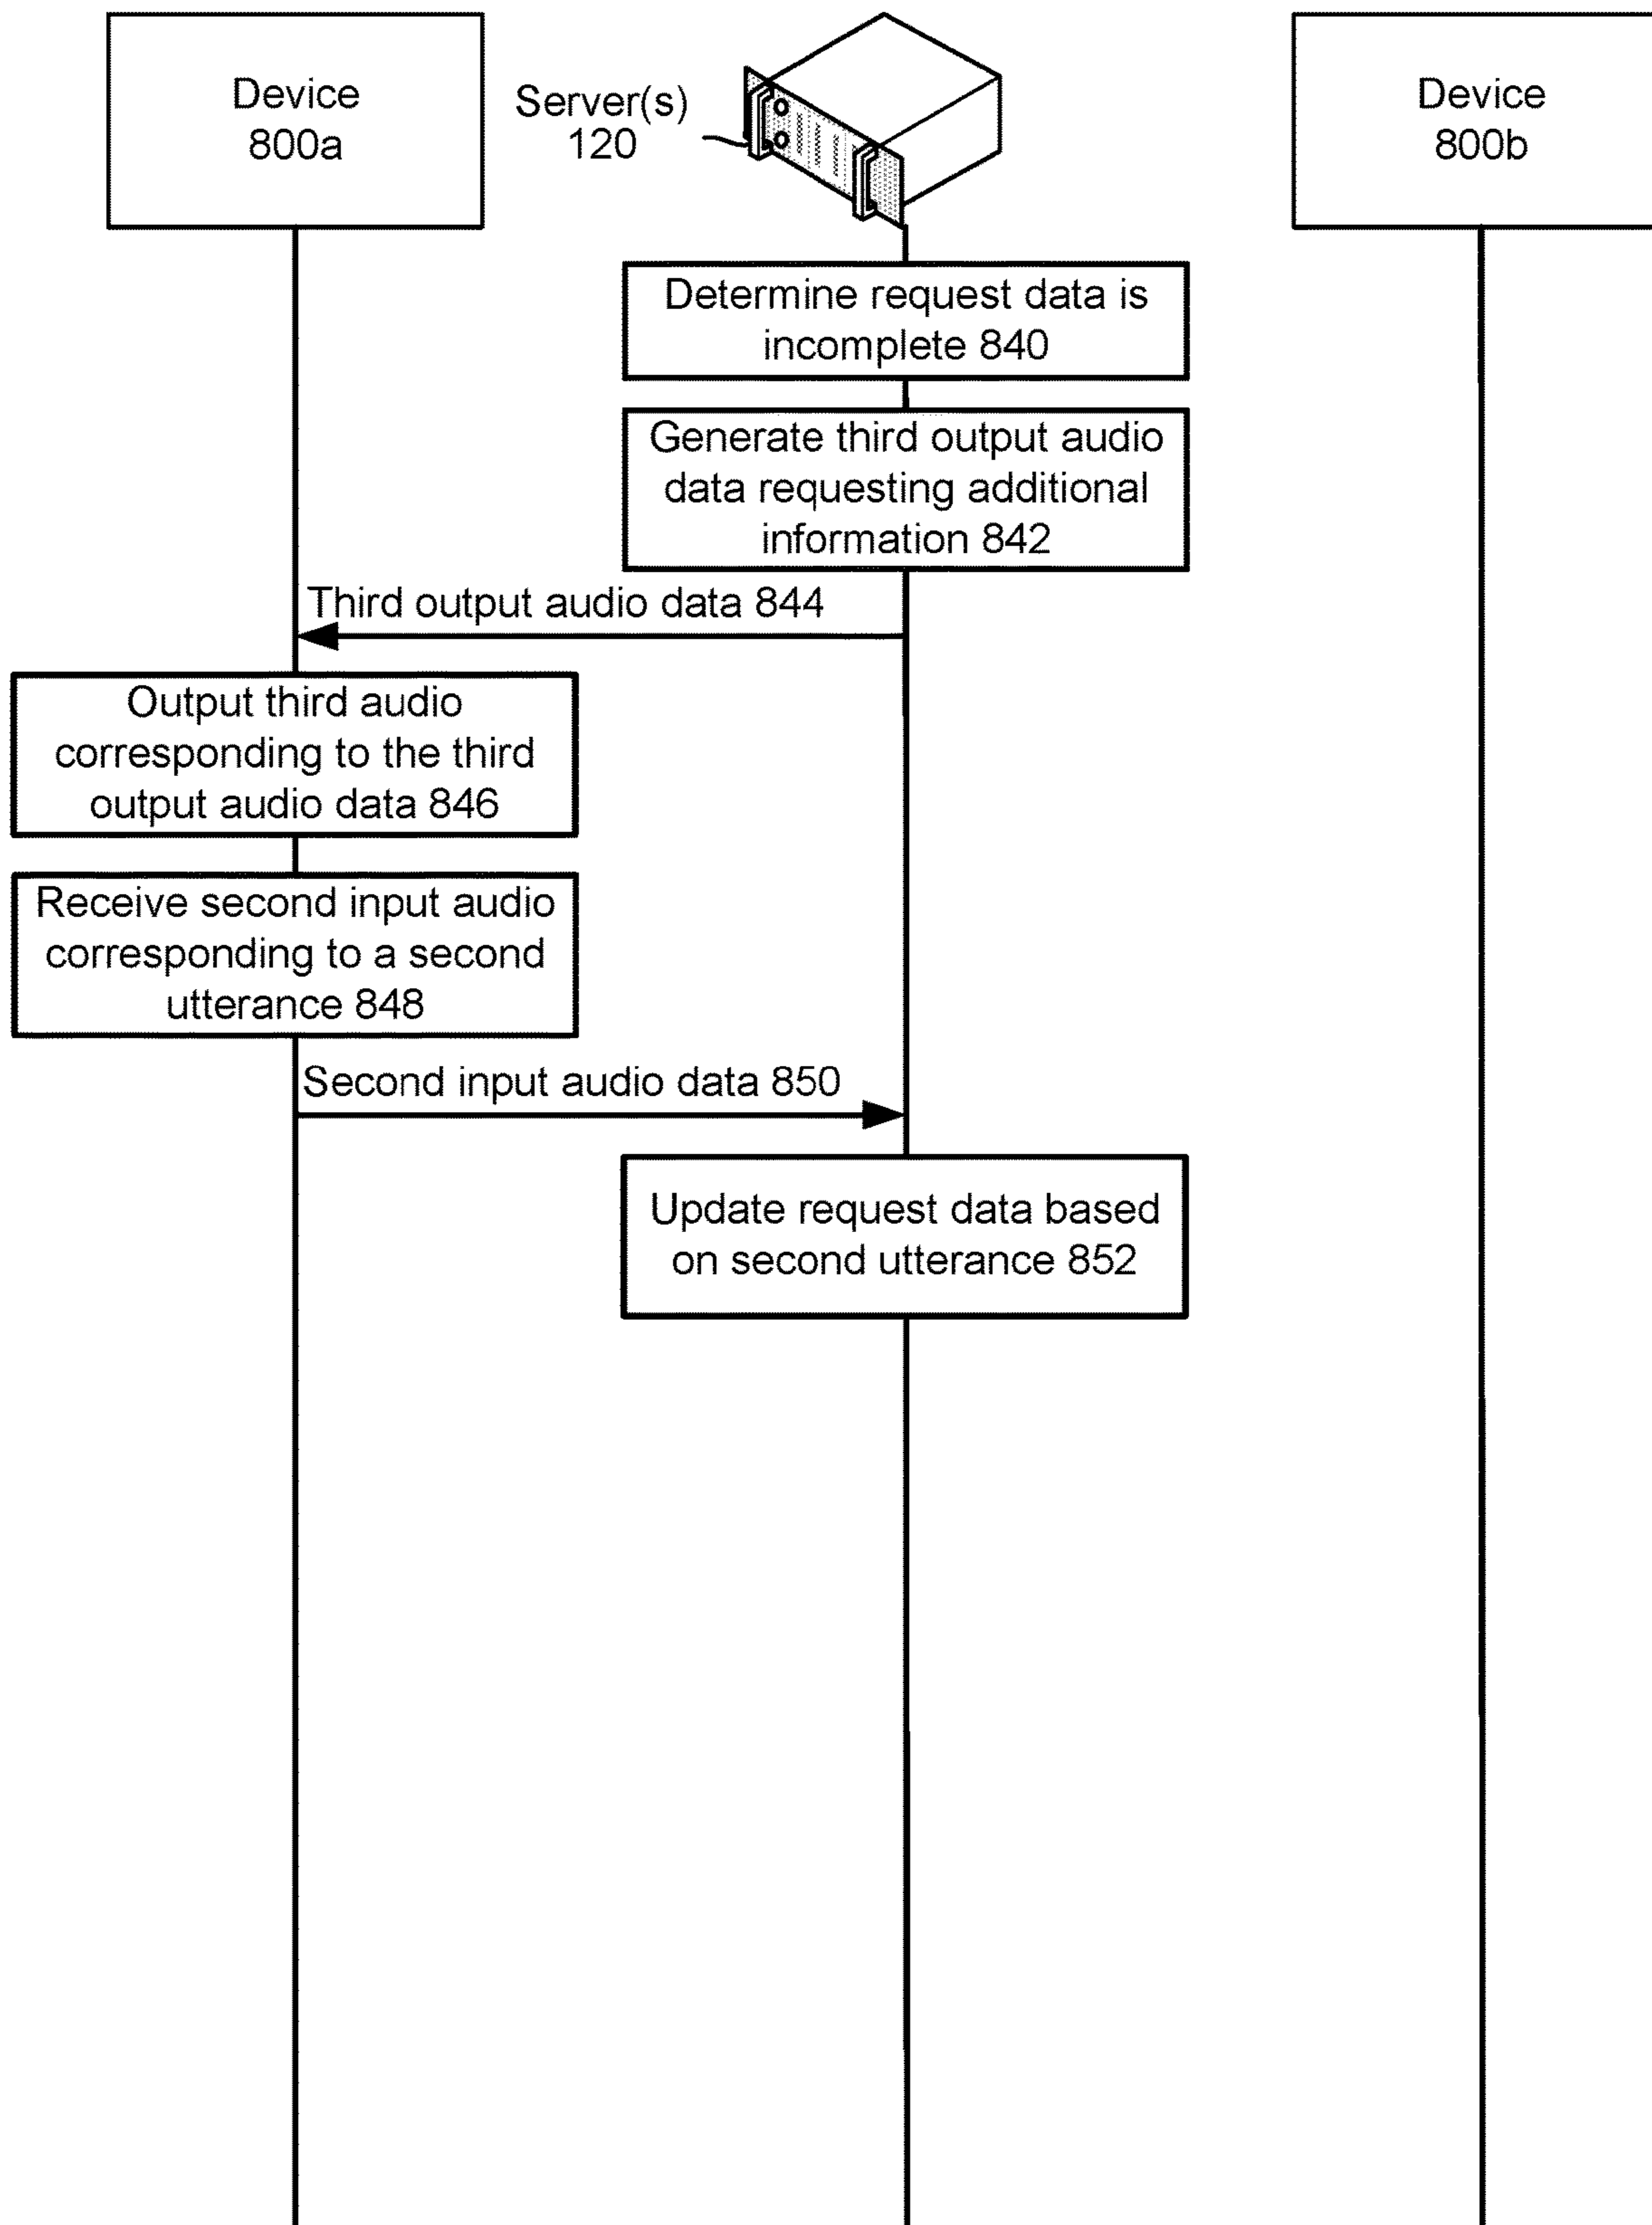 Device
800a
Server(s)
120
Device
800b
Determine request data is
incomplete 840
Generate third output audio
data requesting additional
information 842
Third output audio data 844
Output third audio
corresponding to the third
output audio data 846
Receive second input audio
corresponding to a second
utterance 848
Second input audio data 850
Update request data based
on second utterance 852